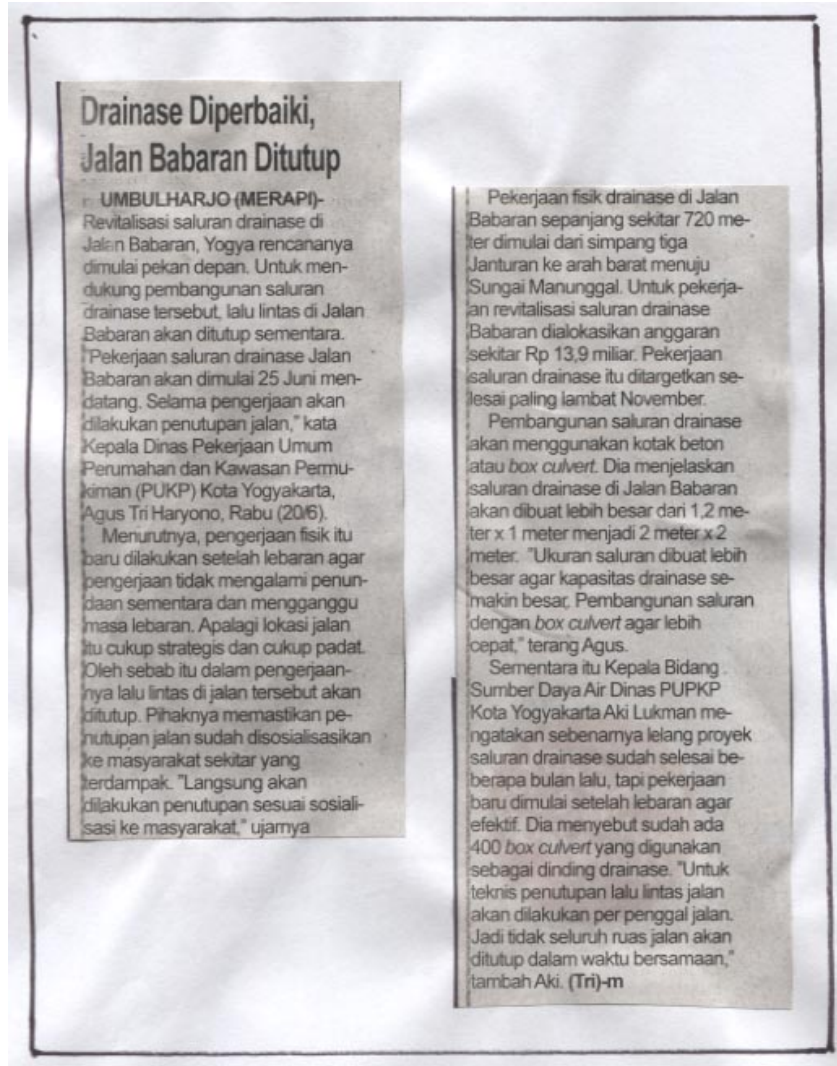 Drainase Diperbaiki,
Jalan Babaran Ditutup
UMBULHARJO (MERAPI)-
Revitalisasi saluran drainase di
Jalan Babaran, Yogya rencananya
dimulai pekan depan. Untuk men-
dukung pembangunan saluran
drainase tersebut, lalu lintas di Jalan
Babaran akan ditutup sementara.
"Pekerjaan saluran drainase Jalan
Babaran akan dimulai 25 Juni men-
datang. Selama pengerjaan akan
dilakukan penutupan jalan," kata
Kepala Dinas Pekerjaan Umum
Perumahan dan Kawasan Permu-
kiman (PUKP) Kota Yogyakarta,
Agus Tri Haryono, Rabu (20/6).
Menurutnya, pengerjaan fisik itu
baru dilakukan setelah lebaran agar
pengerjaan tidak mengalami penun-
daan sementara dan mengganggu
masa lebaran. Apalagi lokasi jalan
itu cukup strategis dan cukup padat.
Oleh sebab itu dalam pengerjaan-
nya lalu lintas di jalan tersebut akan
ditutup. Pihaknya memastikan pe-
nutupan jalan sudah disosialisasikan
ke masyarakat sekitar yang
terdampak. "Langsung akan
dilakukan penutupan sesuai sosiali-
sasi ke masyarakat," ujarnya
Pekerjaan fisik drainase di Jalan
Babaran sepanjang sekitar 720 me-
ter dimulai dari simpang tiga
Janturan ke arah barat menuju
Sungai Manunggal. Untuk pekerja-
an revitalisasi saluran drainase
Babaran dialokasikan anggaran
sekitar Rp 13,9 miliar. Pekerjaan
saluran drainase itu ditargetkan se-
lesai paling lambat November.
Pembangunan saluran drainase
akan menggunakan kotak beton
atau box culvert. Dia menjelaskan
saluran drainase di Jalan Babaran
akan dibuat lebih besar dari 1,2 me-
ter x 1 meter menjadi 2 meter x 2
meter. "Ukuran saluran dibuat lebih
besar agar kapasitas drainase se-
makin besar. Pembangunan saluran
dengan box culvert agar lebih
cepat," terang Agus.
Sementara itu Kepala Bidang
Sumber Daya Air Dinas PUPKP
Kota Yogyakarta Aki Lukman me-
ngatakan sebenarnya lelang proyek
saluran drainase sudah selesai be-
berapa bulan lalu, tapi pekerjaan
baru dimulai setelah lebaran agar
efektif. Dia menyebut sudah ada
400 box culvert yang digunakan
sebagai dinding drainase. "Untuk
teknis penutupan lalu lintas jalan
akan dilakukan per penggal jalan.
Jadi tidak seluruh ruas jalan akan
ditutup dalam waktu bersamaan,"
tambah Aki. (Tri)-m